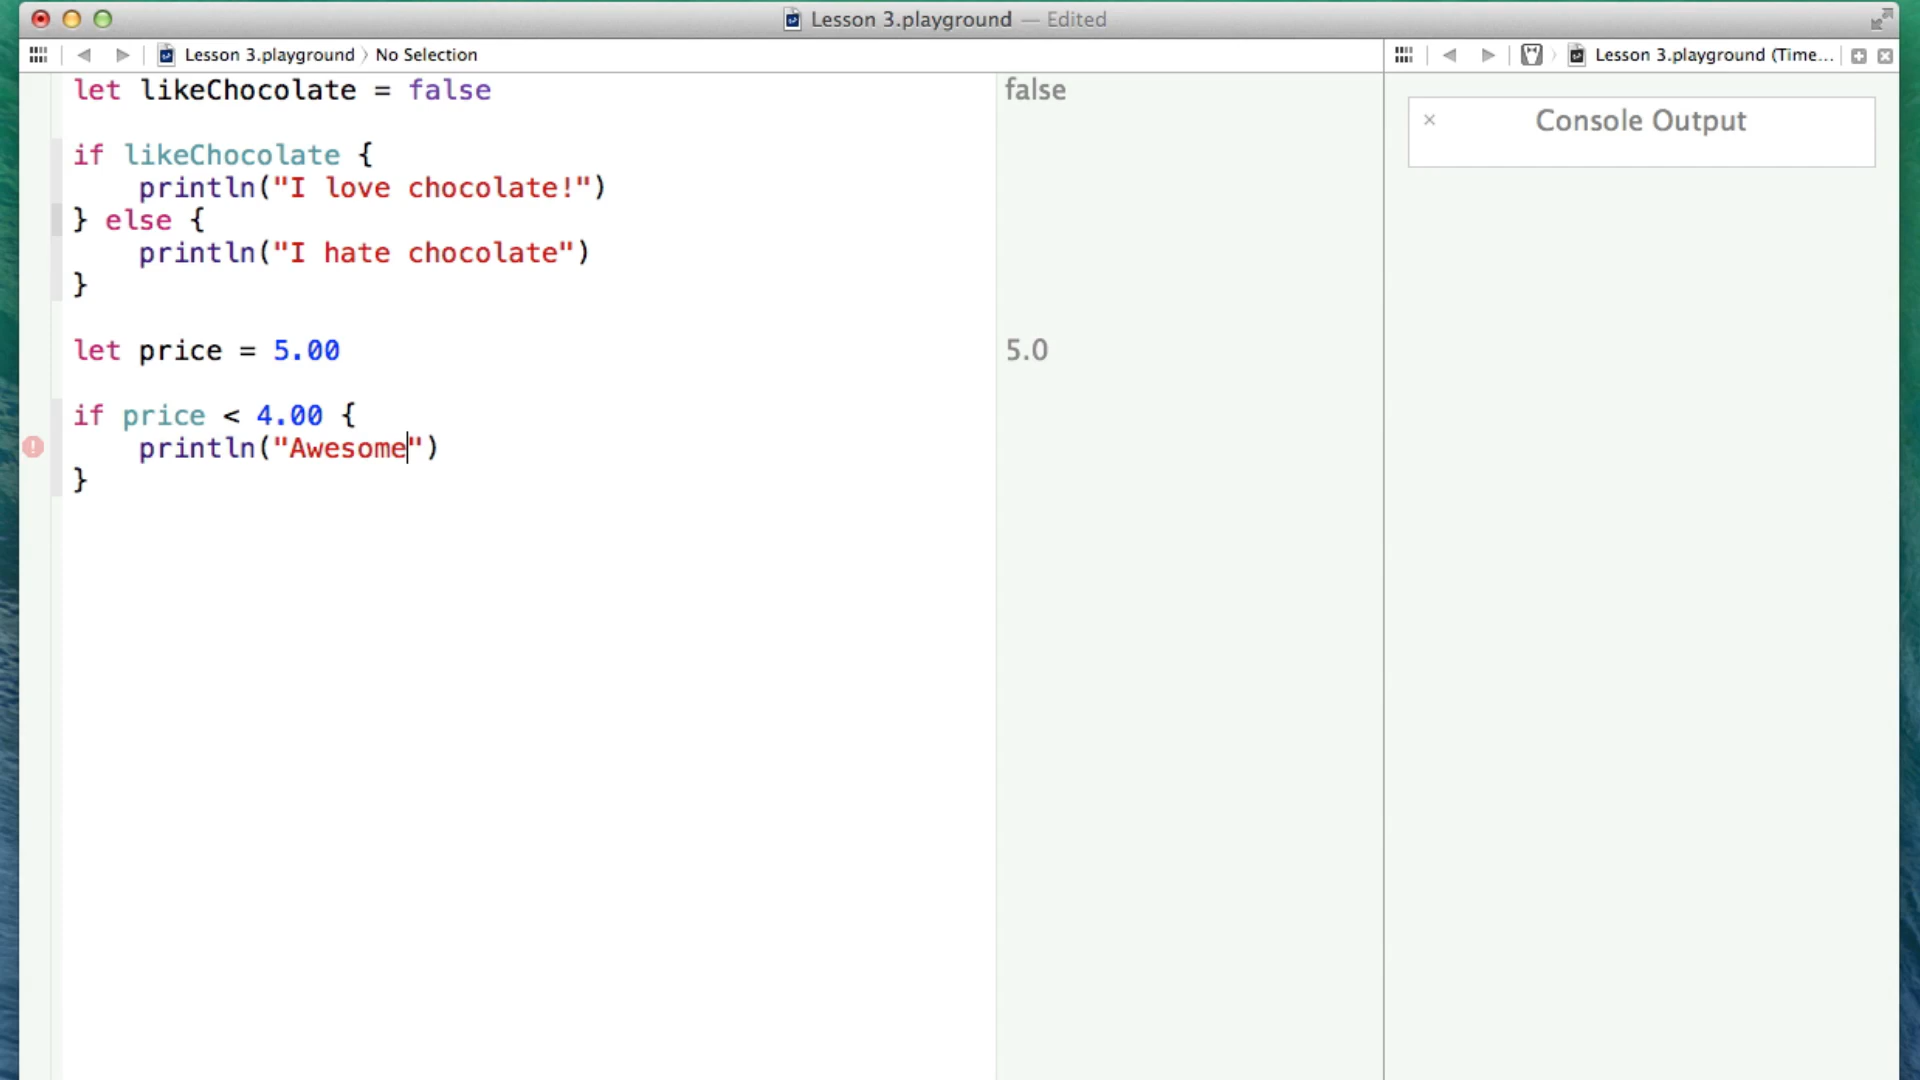 Lesson 3.playground — Edited
Lesson 3.playground 〉 No Selection
Lesson 3.playground (Time...
let likeChocolate = false
false
Console Output
if likeChocolate {
println("I love chocolate!")
} else {
println("I hate chocolate")
}
let price = 5.00
5.0
if price < 4.00 {
println("Awesome")
}